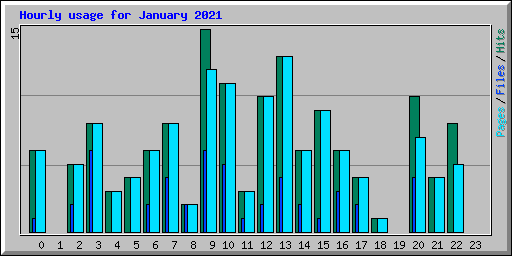 Hourly usage for January 2021
15
Pages/Files/Hits
0 1 2 3 4 5 6 7 8 9 10 11 12 13 14 15 16 17 18 19 20 21 22 23